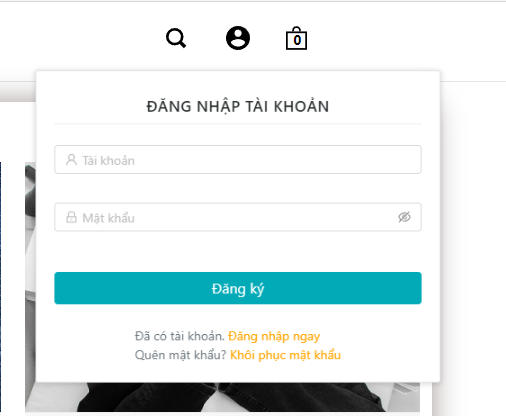 0
ĐĂNG NHẬP TÀI KHOẢN
Tài khoản
Mật khẩu
Đăng ký
Đã có tài khoản. Đăng nhập ngay
Quên mật khẩu? Khôi phục mật khẩu